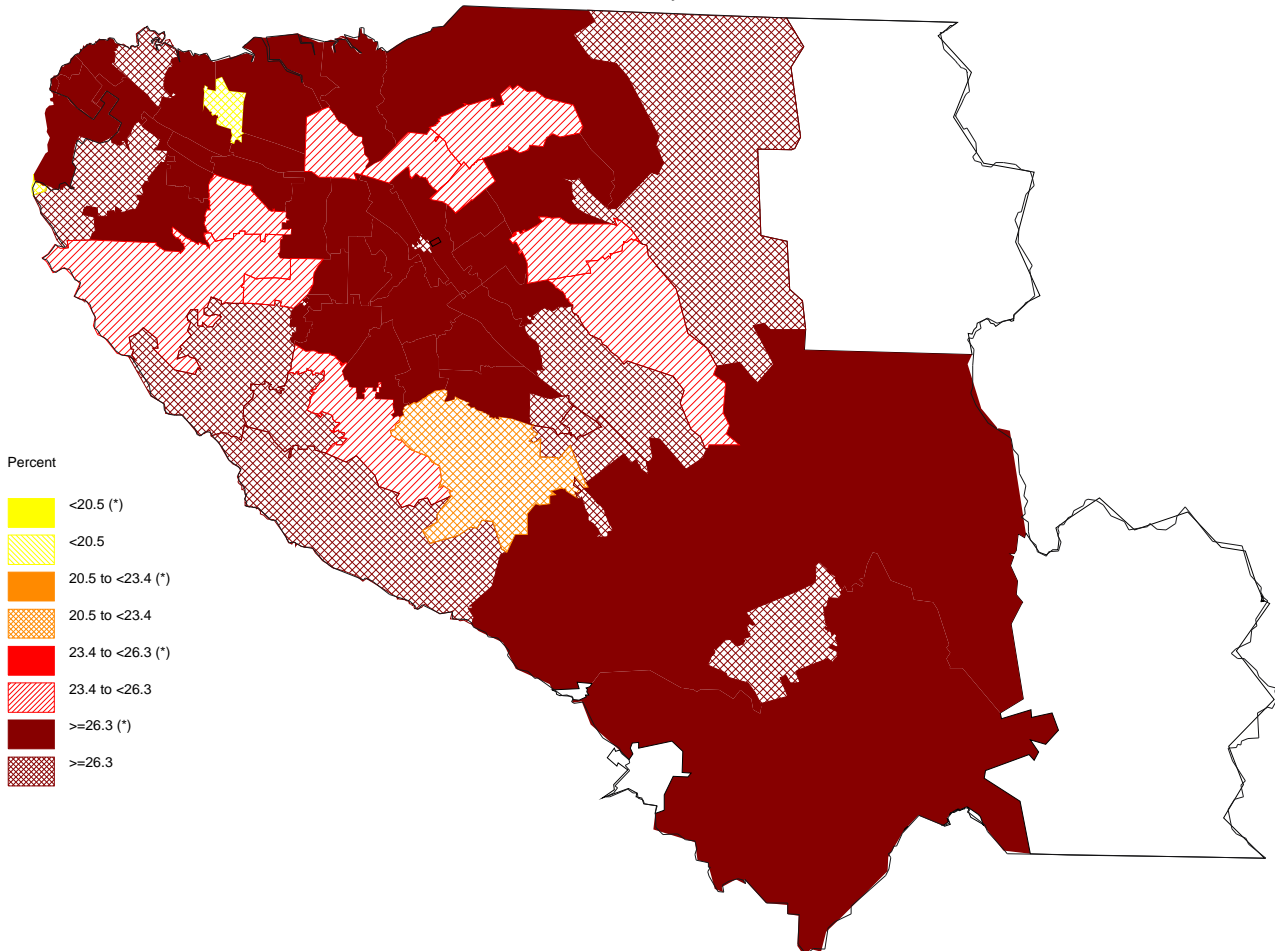 Percent
<20.5 (*)
<20.5
20.5 to <23.4 (*)
20.5 to <23.4
23.4 to <26.3 (*)
23.4 to <26.3
>=26.3 (*)
>=26.3